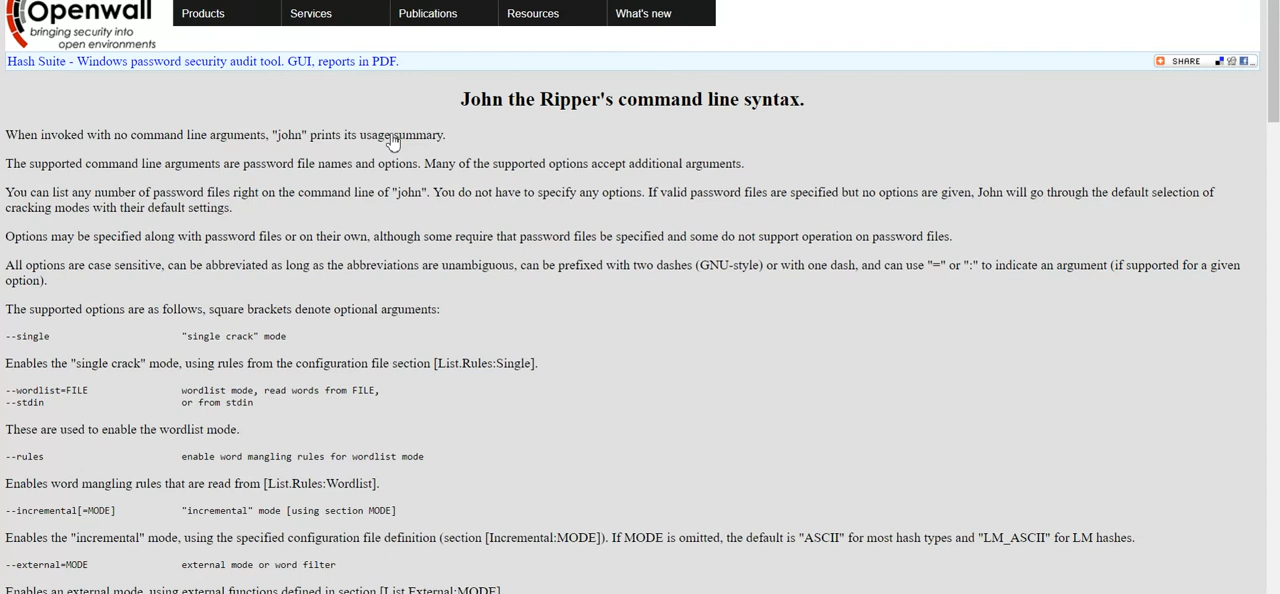 Openwall
bringing security into
open environments
Products Services Publications Resources What's new
Hash Suite - Windows password security audit tool. GUI, reports in PDF.
SHARE
John the Ripper's command line syntax.
When invoked with no command line arguments, "john" prints its usage summary.
The supported command line arguments are password file names and options. Many of the supported options accept additional arguments.
You can list any number of password files right on the command line of "john". You do not have to specify any options. If valid password files are specified but no options are given, John will go through the default selection of
cracking modes with their default settings.
Options may be specified along with password files or on their own, although some require that password files be specified and some do not support operation on password files.
All options are case sensitive, can be abbreviated as long as the abbreviations are unambiguous, can be prefixed with two dashes (GNU-style) or with one dash, and can use "=" or ":" to indicate an argument (if supported for a given
option).
The supported options are as follows, square brackets denote optional arguments:
--single "single crack" mode
Enables the "single crack" mode, using rules from the configuration file section [List.Rules:Single].
--wordlist=FILE wordlist mode, read words from FILE,
--stdin or from stdin
These are used to enable the wordlist mode.
--rules enable word mangling rules for wordlist mode
Enables word mangling rules that are read from [List.Rules:Wordlist].
--incremental[=MODE] "incremental" mode [using section MODE]
Enables the "incremental" mode, using the specified configuration file definition (section [Incremental:MODE]). If MODE is omitted, the default is "ASCII" for most hash types and "LM_ASCII" for LM hashes.
--external=MODE external mode or word filter
Enables an external mode, using external functions defined in section [List.External:MODE].